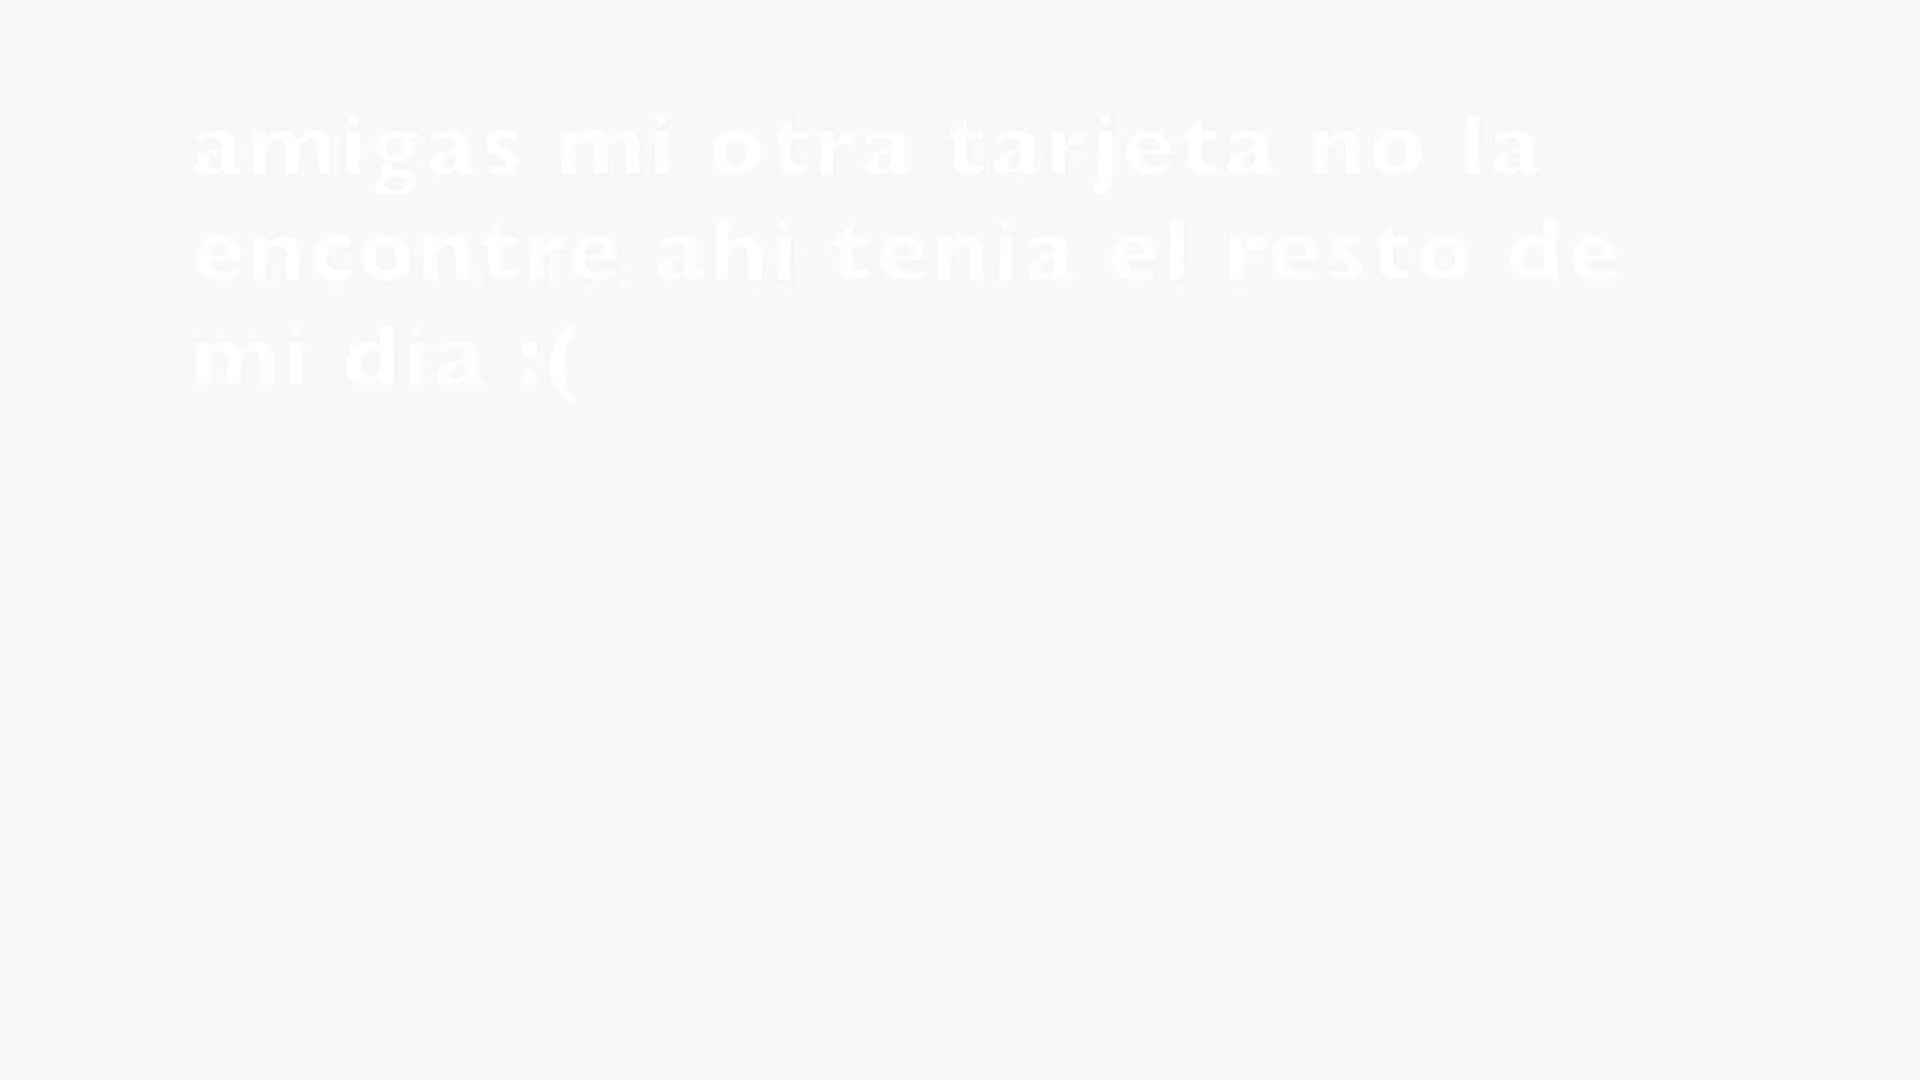 amigas mi otra tarjeta no la
encontre ahi tenia el resto de
mi dia :(